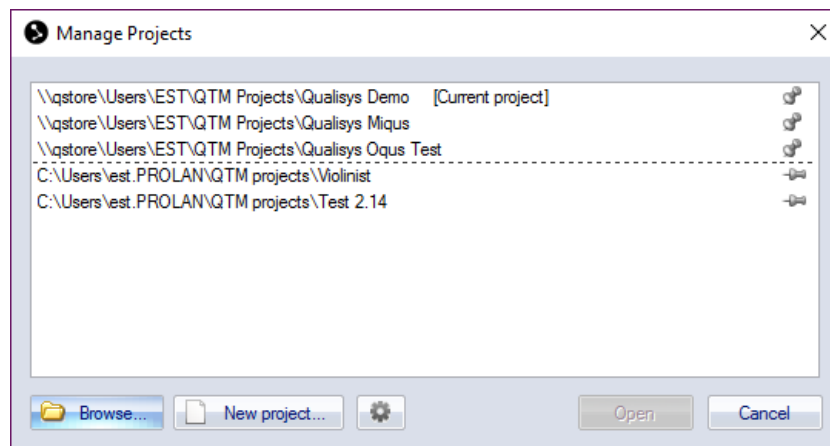 Manage Projects
\\qstore\Users\EST\QTM Projects\Qualisys Demo [Current project]
\\qstore\Users\EST\QTM Projects\Qualisys Miqus
\\qstore\Users\EST\QTM Projects\Qualisys Oqus Test
C:\Users\est.PROLAN\QTM projects\Violinist
C:\Users\est.PROLAN\QTM projects\Test 2.14
Browse... New project... Open Cancel